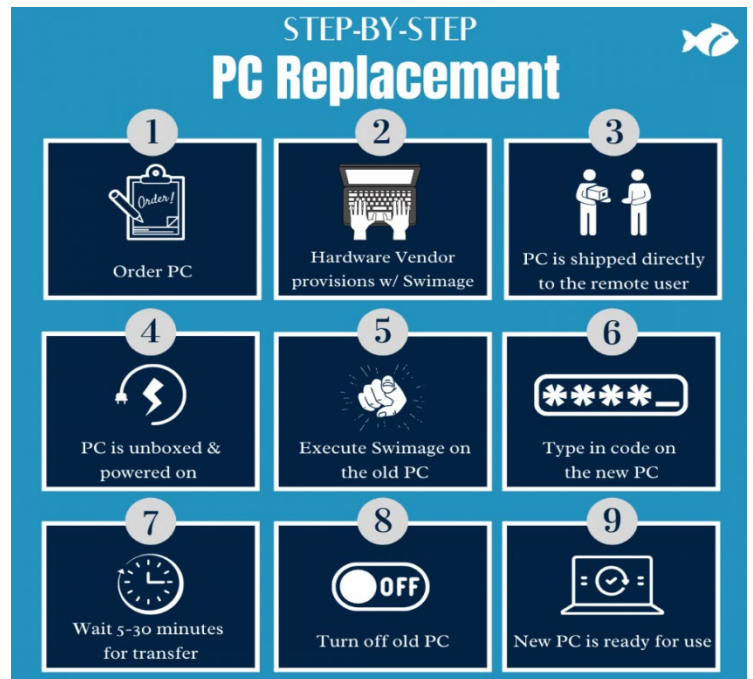 STEP-BY-STEP
PC Replacement
1
Order!
Order PC
2
Hardware Vendor
provisions w/ Swimage
3
PC is shipped directly
to the remote user
4
PC is unboxed &
powered on
5
Execute Swimage on
the old PC
6
****_
Type in code on
the new PC
7
Wait 5-30 minutes
for transfer
8
OFF
Turn off old PC
9
New PC is ready for use